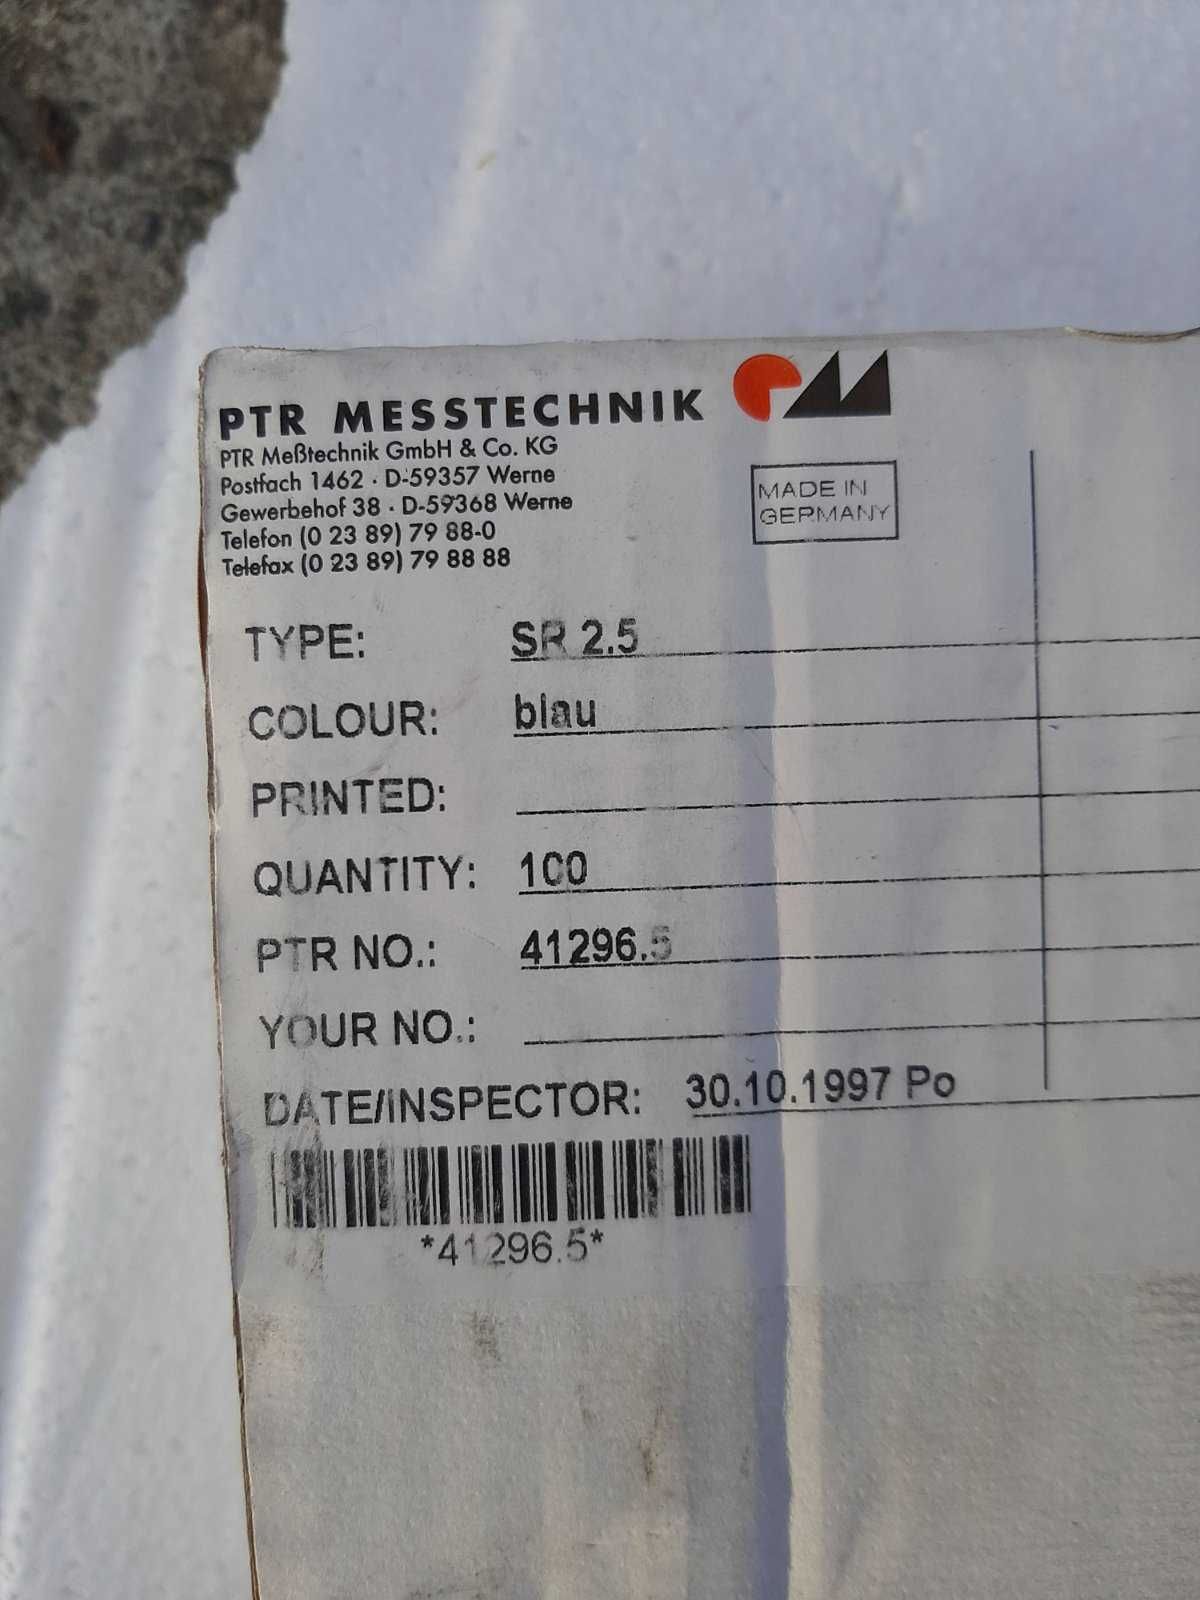 PTR MESSTECHNIK
PTR Meßtechnik GmbH & Co. KG
Postfach 1462 · D-59357 Werne
Gewerbehof 38 · D-59368 Werne
Telefon (0 23 89) 79 88-0
Telefax (0 23 89) 79 88 88
MADE IN
GERMANY
TYPE: SR 2.5
COLOUR: blau
PRINTED:
QUANTITY: 100
PTR NO.: 41296.5
YOUR NO.:
DATE/INSPECTOR: 30.10.1997 Po
*41296.5*